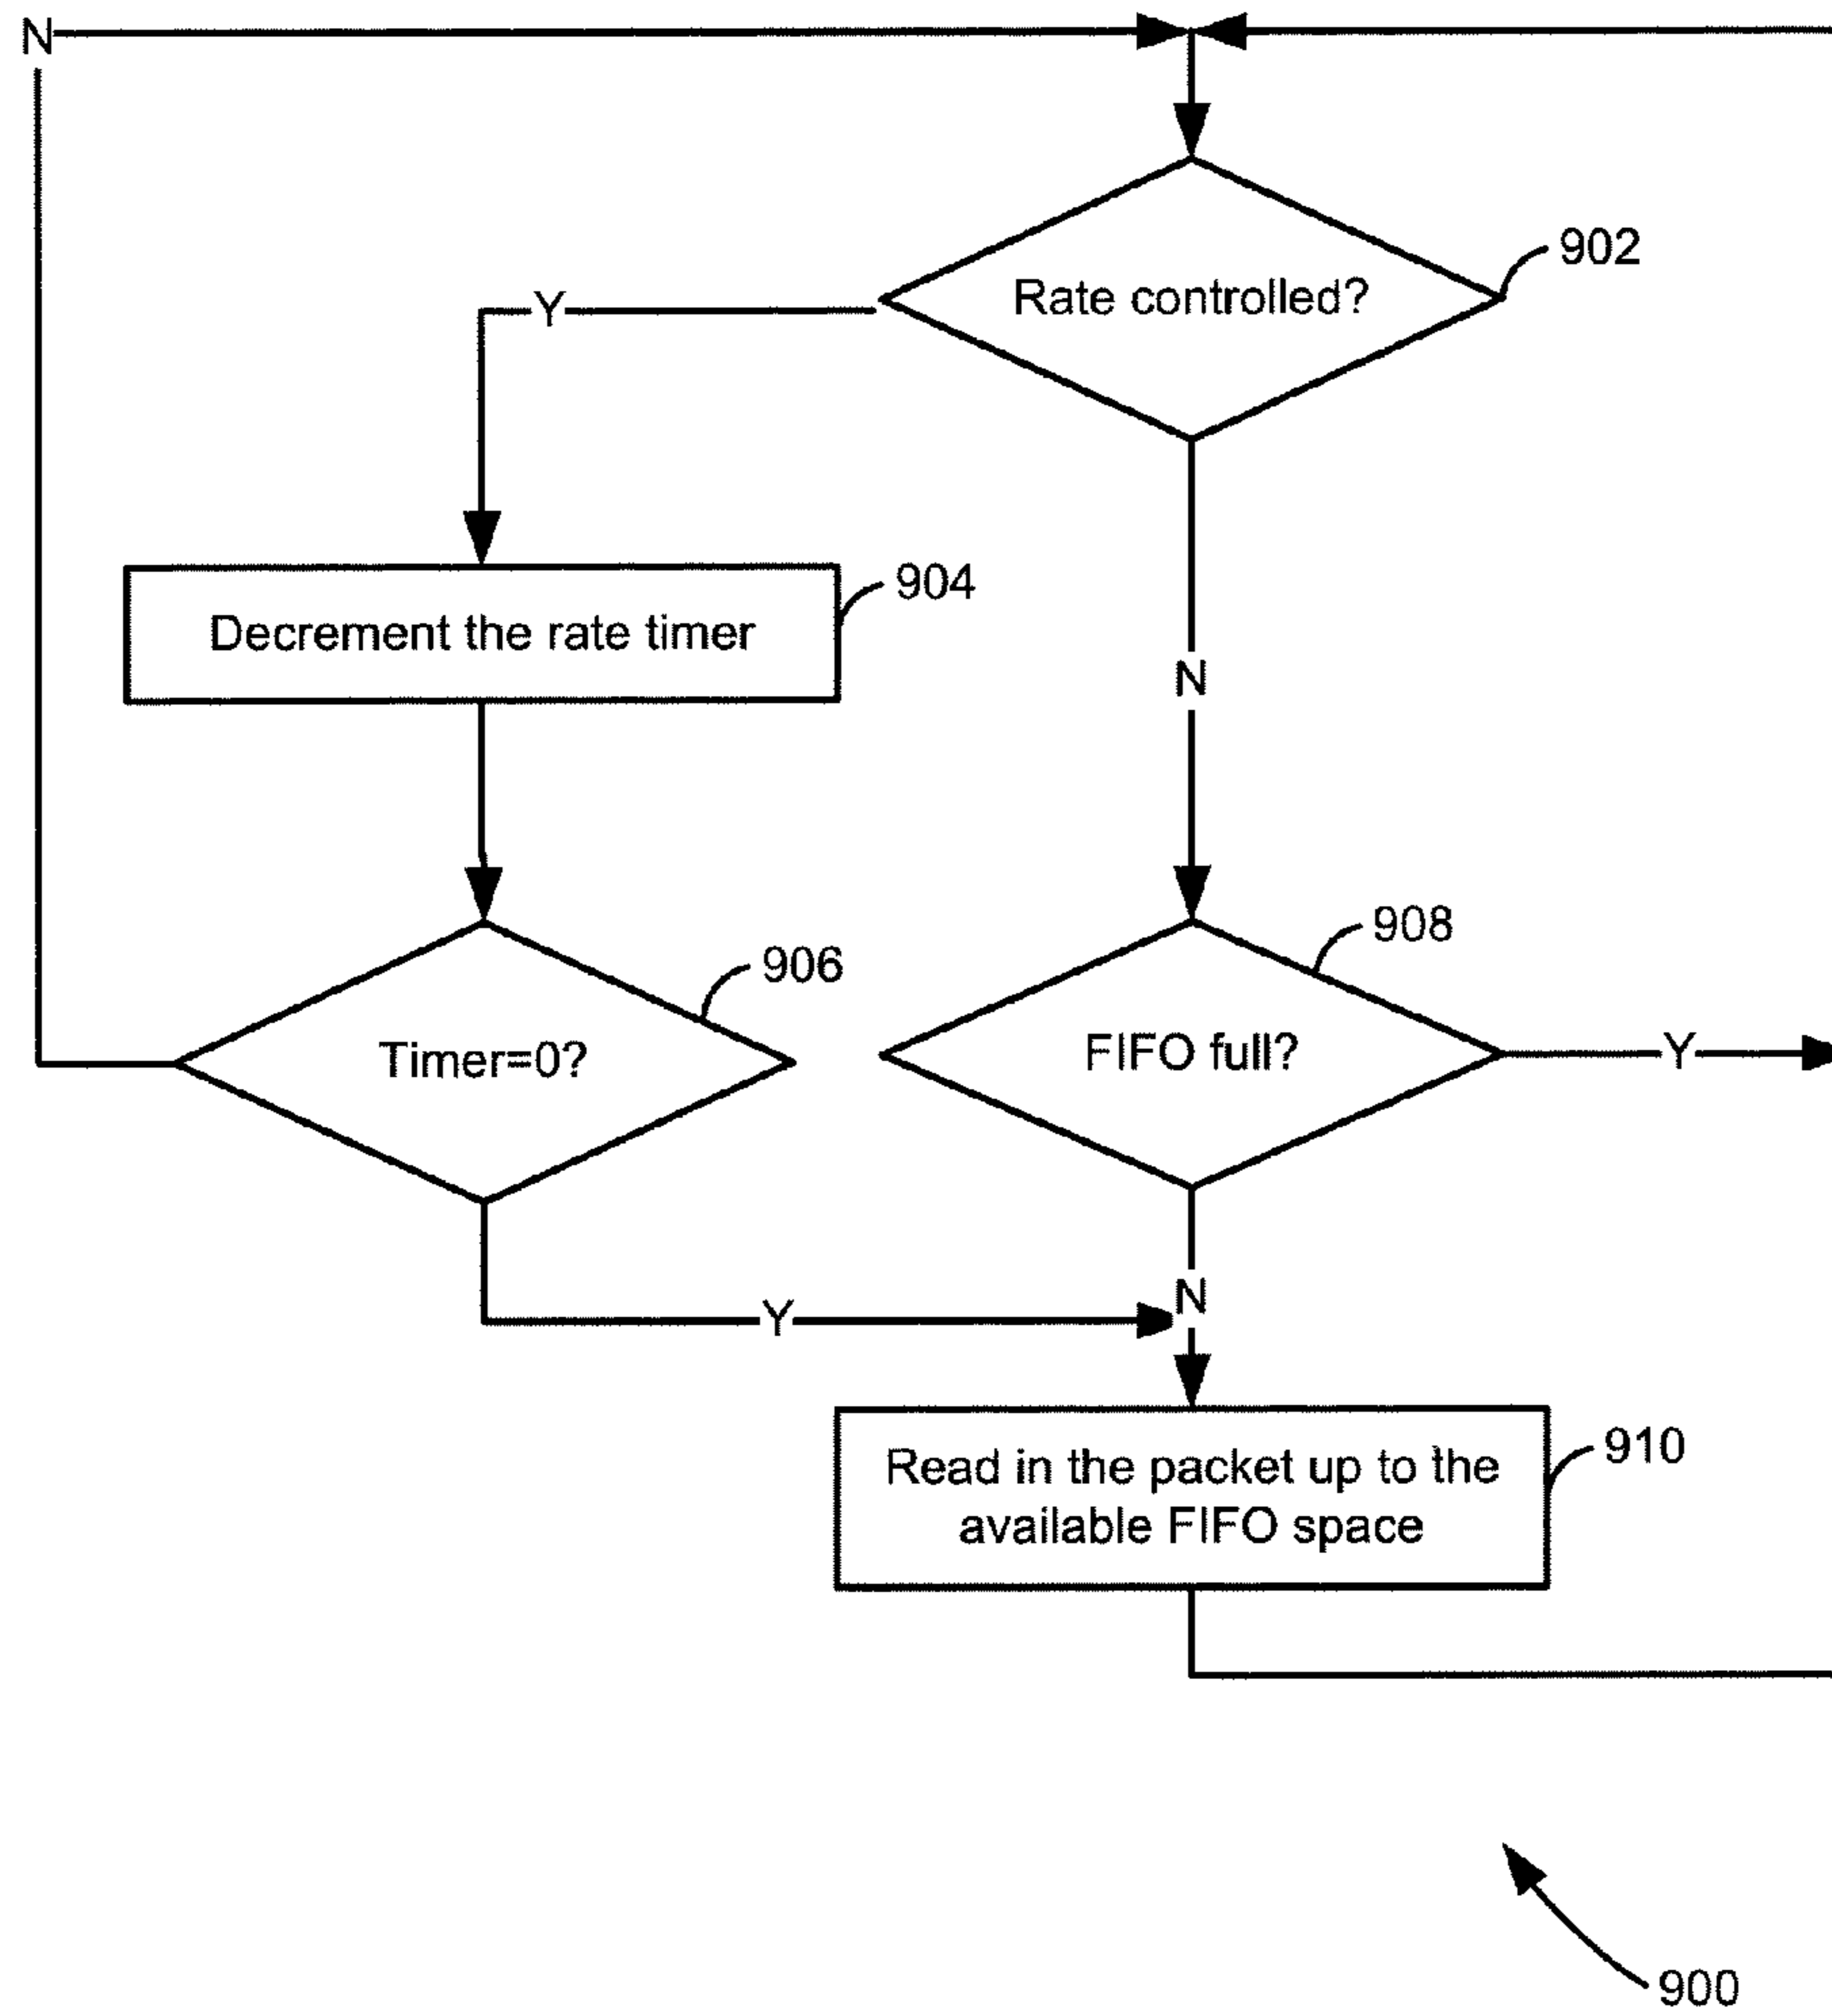 N
902
Rate controlled?
Y
904
Decrement the rate timer
N
908
906
FIFO full?
Timer=0?
Y
N
Y
910
Read in the packet up to the
available FIFO space
900